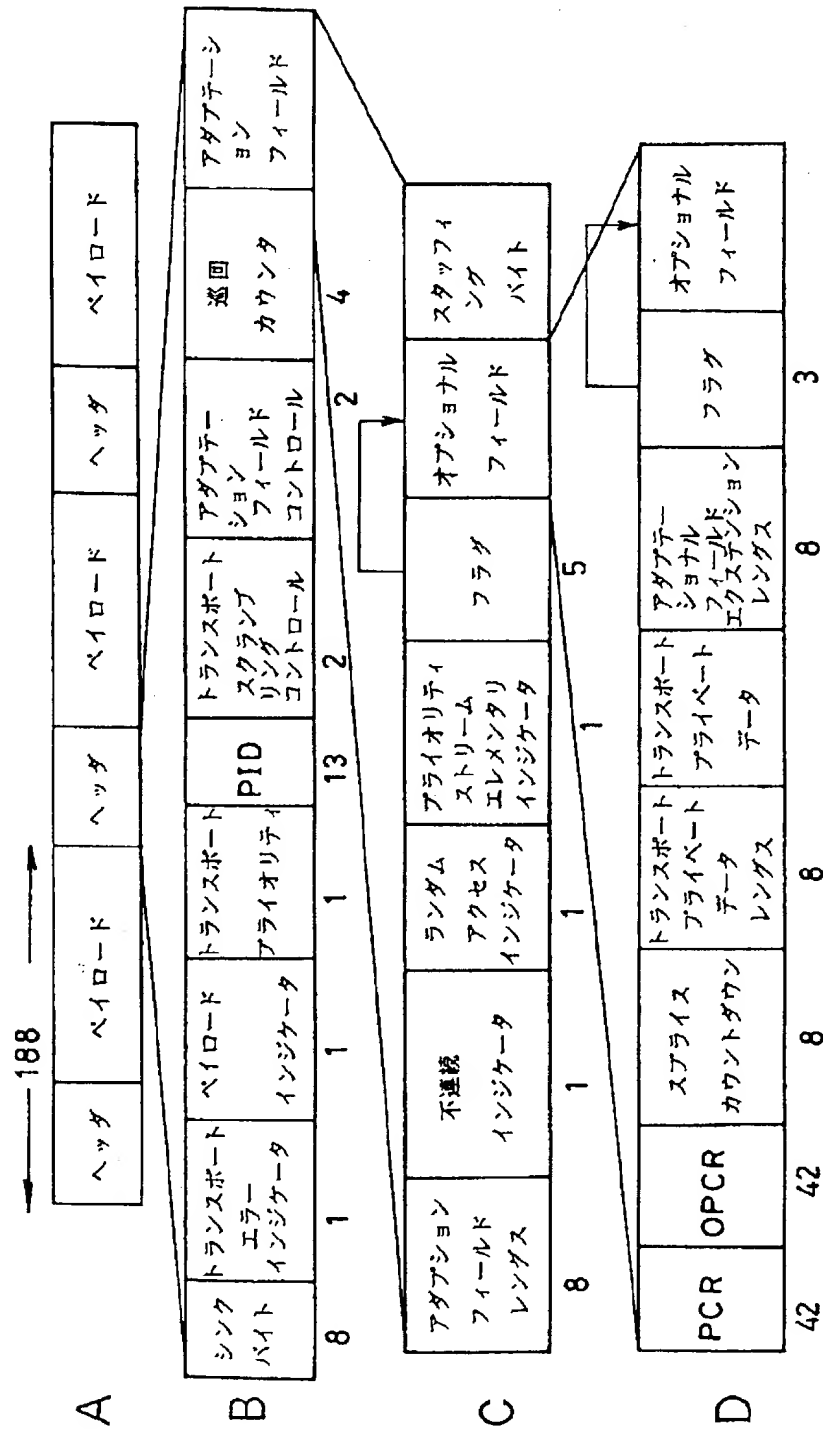 A
188
ヘッダ
ペイロード
ヘッダ
ペイロード
ヘッダ
ペイロード
B
シンク
バイト
トランスポート
エラー
インジケータ
ペイロード
インジケータ
トランスポート
プライオリティ
PID
トランスポート
スクランブ
リング
コントロール
アダプテー
ション
フィールド
コントロール
巡回
カウンタ
アダプテーシ
ョン
フィールド
8
1
1
1
13
2
2
4
C
アダプション
フィールド
レングス
不連続
インジケータ
ランダム
アクセス
インジケータ
プライオリティ
ストリーム
エレメンタリ
インジケータ
フラグ
オプショナル
フィールド
スタッフィ
ング
バイト
8
1
1
1
5
D
PCR
OPCR
スプライス
カウントダウン
トランスポート
プライベート
データ
レングス
トランスポート
プライベート
データ
アダプテー
ショナル
フィールド
エクステンション
レングス
フラグ
オプショナル
フィールド
42
42
8
8
8
3